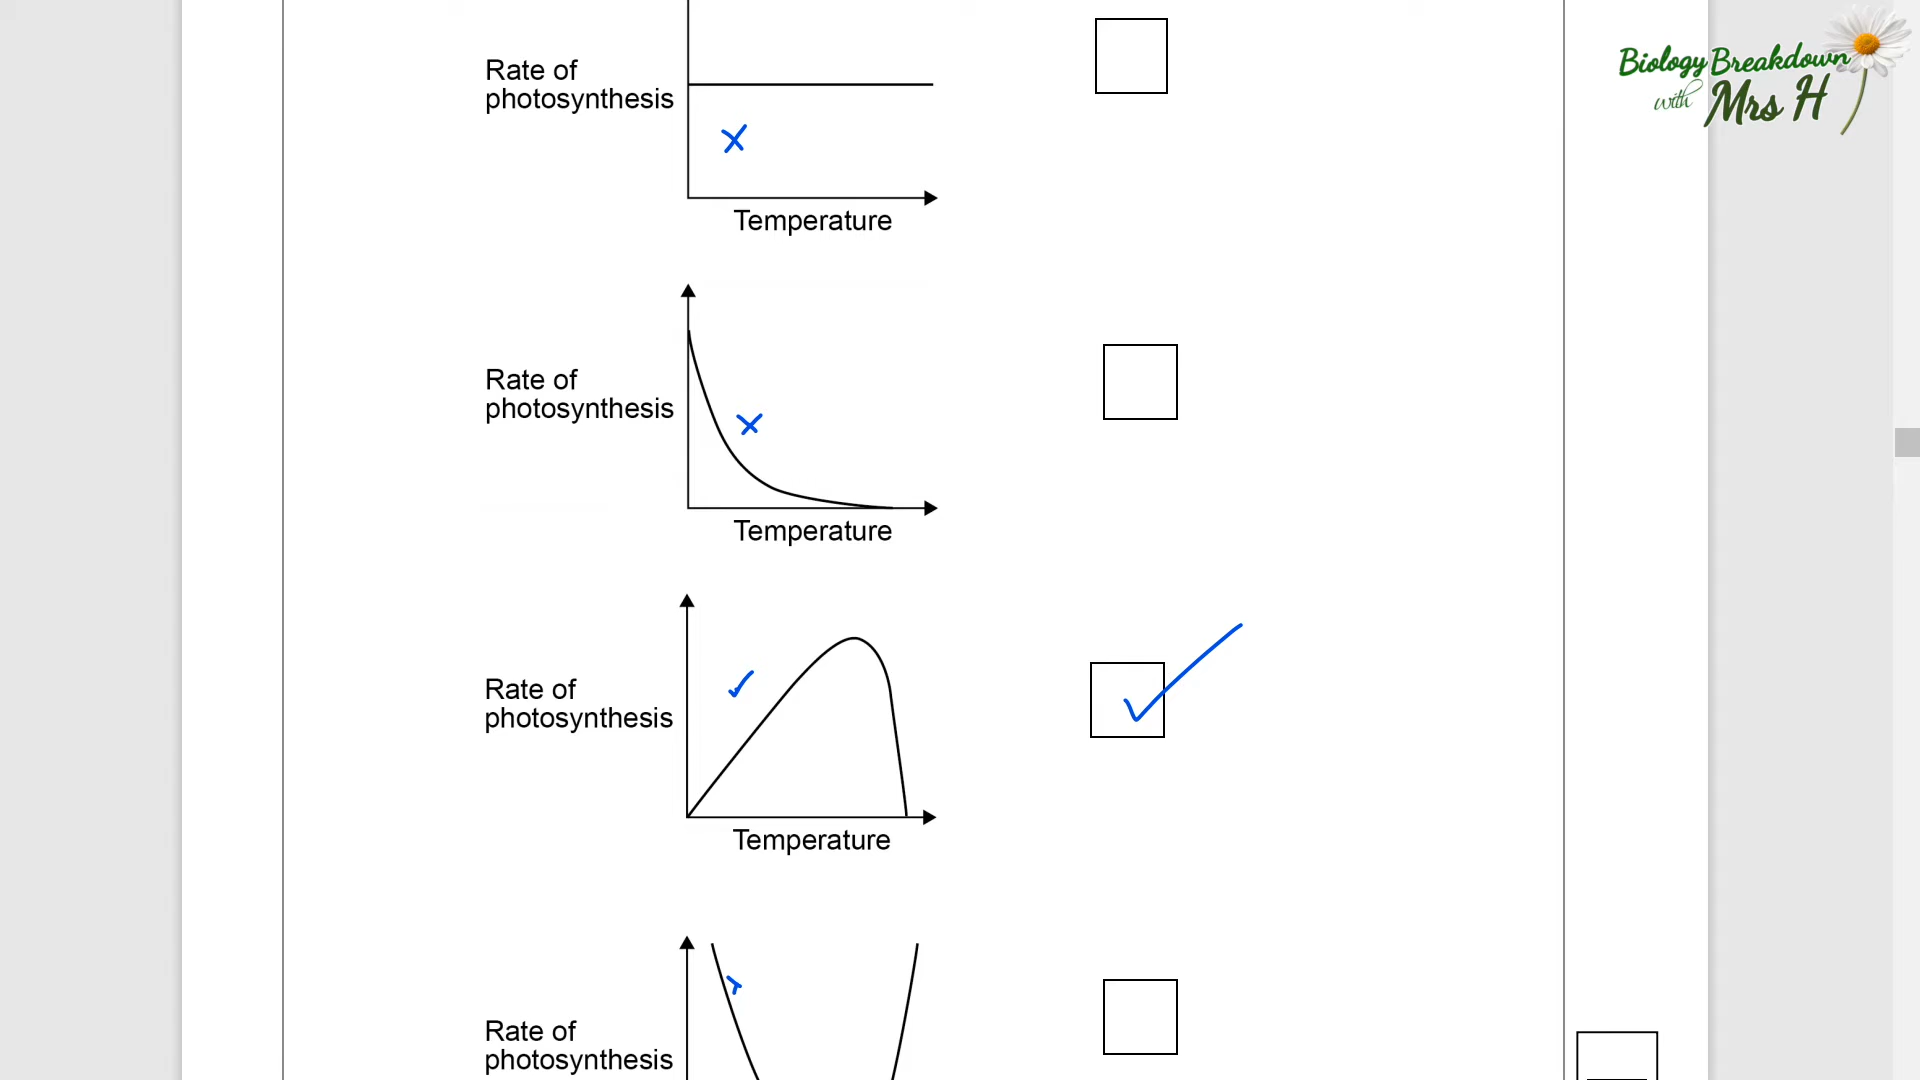 Rate of
photosynthesis
Temperature
Biology Breakdown
with Mrs H
Rate of
photosynthesis
Temperature
Rate of
photosynthesis
Temperature
Rate of
photosynthesis